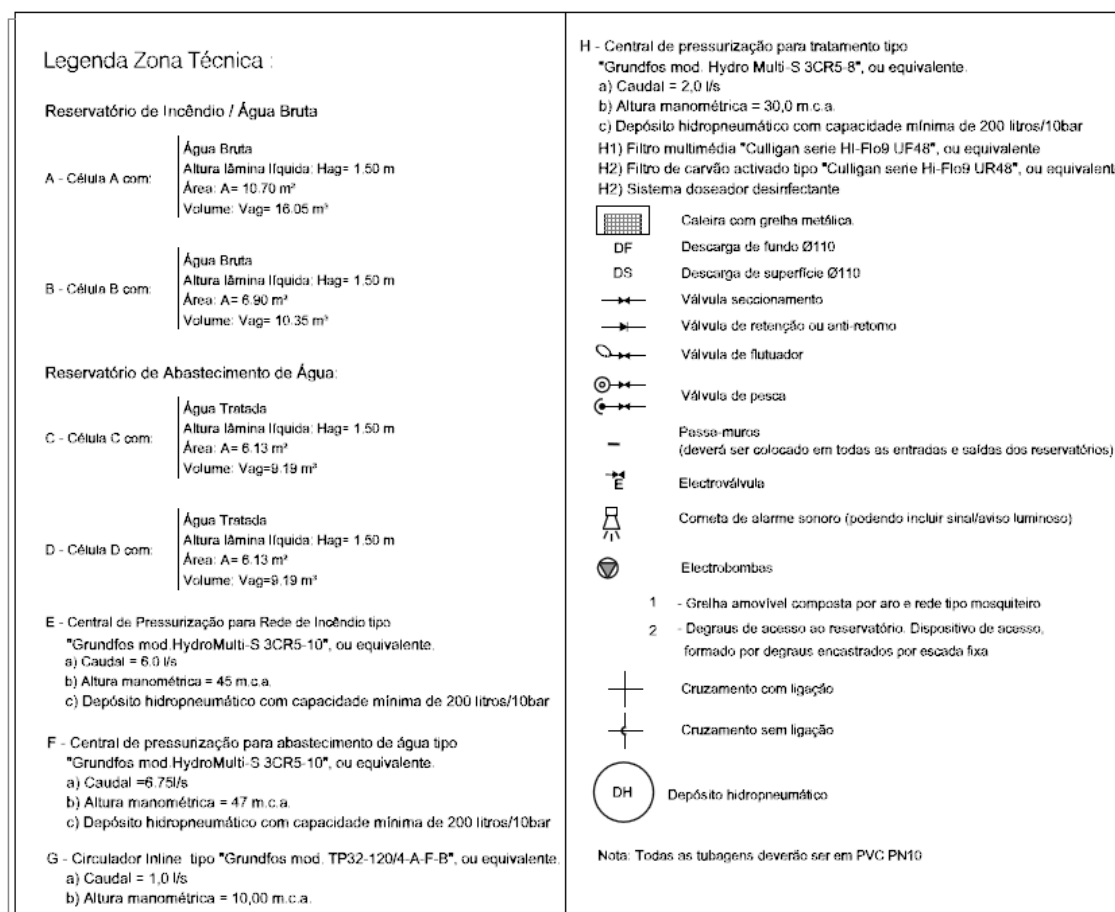 Legenda Zona Técnica :
Reservatório de Incêndio / Água Bruta
A - Célula A com:
Água Bruta
Altura lâmina líquida: Hag= 1.50 m
Área: A= 10.70 m²
Volume: Vag= 16.05 m³
B - Célula B com:
Água Bruta
Altura lâmina líquida: Hag= 1.50 m
Área: A= 6.90 m²
Volume: Vag= 10.35 m³
Reservatório de Abastecimento de Água:
C - Célula C com:
Água Tratada
Altura lâmina líquida: Hag= 1.50 m
Área: A= 6.13 m²
Volume: Vag=9.19 m³
D - Célula D com:
Água Tratada
Altura lâmina líquida: Hag= 1.50 m
Área: A= 6.13 m²
Volume: Vag=9.19 m³
E - Central de Pressurização para Rede de Incêndio tipo
"Grundfos mod.HydroMulti-S 3CR5-10", ou equivalente.
a) Caudal = 6.0 l/s
b) Altura manométrica = 45 m.c.a.
c) Depósito hidropneumático com capacidade mínima de 200 litros/10bar
F - Central de pressurização para abastecimento de água tipo
"Grundfos mod.HydroMulti-S 3CR5-10", ou equivalente.
a) Caudal =6.75l/s
b) Altura manométrica = 47 m.c.a.
c) Depósito hidropneumático com capacidade mínima de 200 litros/10bar
G - Circulador Inline tipo "Grundfos mod. TP32-120/4-A-F-B", ou equivalente.
a) Caudal = 1,0 l/s
b) Altura manométrica = 10,00 m.c.a.
H - Central de pressurização para tratamento tipo
"Grundfos mod. Hydro Multi-S 3CR5-8", ou equivalente.
a) Caudal = 2,0 l/s
b) Altura manométrica = 30,0 m.c.a.
c) Depósito hidropneumático com capacidade mínima de 200 litros/10bar
H1) Filtro multimédia "Culligan serie HI-Flo9 UF48", ou equivalente
H2) Filtro de carvão activado tipo "Culligan serie Hi-Flo9 UR48", ou equivalent
H2) Sistema doseador desinfectante
Caleira com grelha metálica.
DF Descarga de fundo Ø110
DS Descarga de superfície Ø110
Válvula seccionamento
Válvula de retenção ou anti-retorno
Válvula de flutuador
Válvula de pesca
Passa-muros
(deverá ser colocado em todas as entradas e saídas dos reservatórios)
E Electroválvula
Corneta de alarme sonoro (podendo incluir sinal/aviso luminoso)
Electrobombas
1 - Grelha amovível composta por aro e rede tipo mosquiteiro
2 - Degraus de acesso ao reservatório. Dispositivo de acesso,
formado por degraus encastrados por escada fixa
Cruzamento com ligação
Cruzamento sem ligação
DH Depósito hidropneumático
Nota: Todas as tubagens deverão ser em PVC PN10